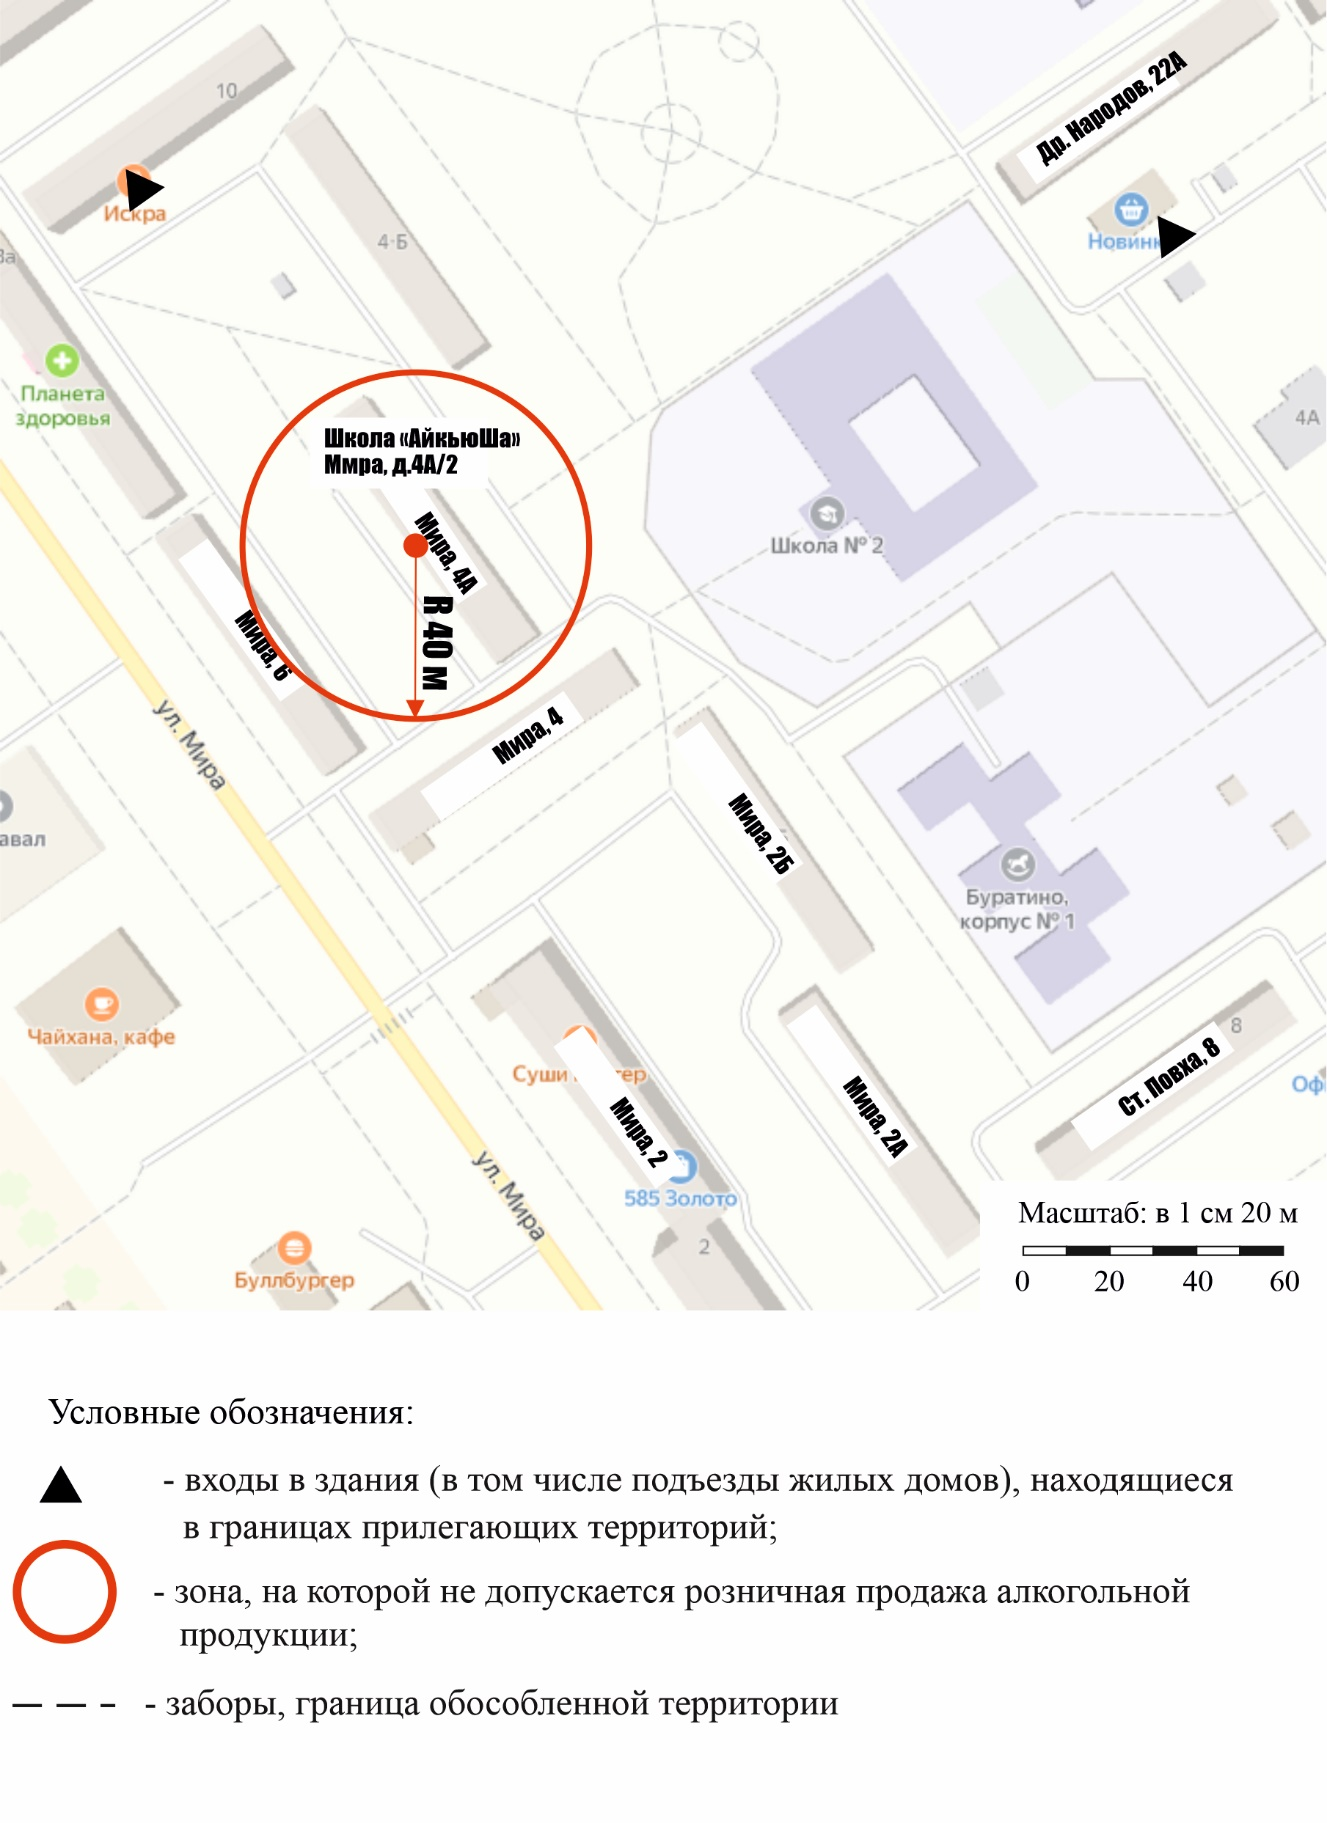 10
Др. Народов, 22А
Искра
Новинк
4-Б
3а
Планета
здоровья
4А
Школа «АйкьюШа»
Ммра, д.4А/2
Мира, 4А
Школа № 2
R 40 м
Мира, 6
ул. Мира
Мира, 4
Мира, 2Б
авал
Буратино,
корпус № 1
Чайхана, кафе
8
Ст. Повха, 8
Суши тер
Мира, 2
Мира, 2А
Оф
585 Золото
ул. Мира
2
Буллбургер
Масштаб: в 1 см 20 м
0 20 40 60
Условные обозначения:
- входы в здания (в том числе подъезды жилых домов), находящиеся
в границах прилегающих территорий;
- зона, на которой не допускается розничная продажа алкогольной
продукции;
- заборы, граница обособленной территории